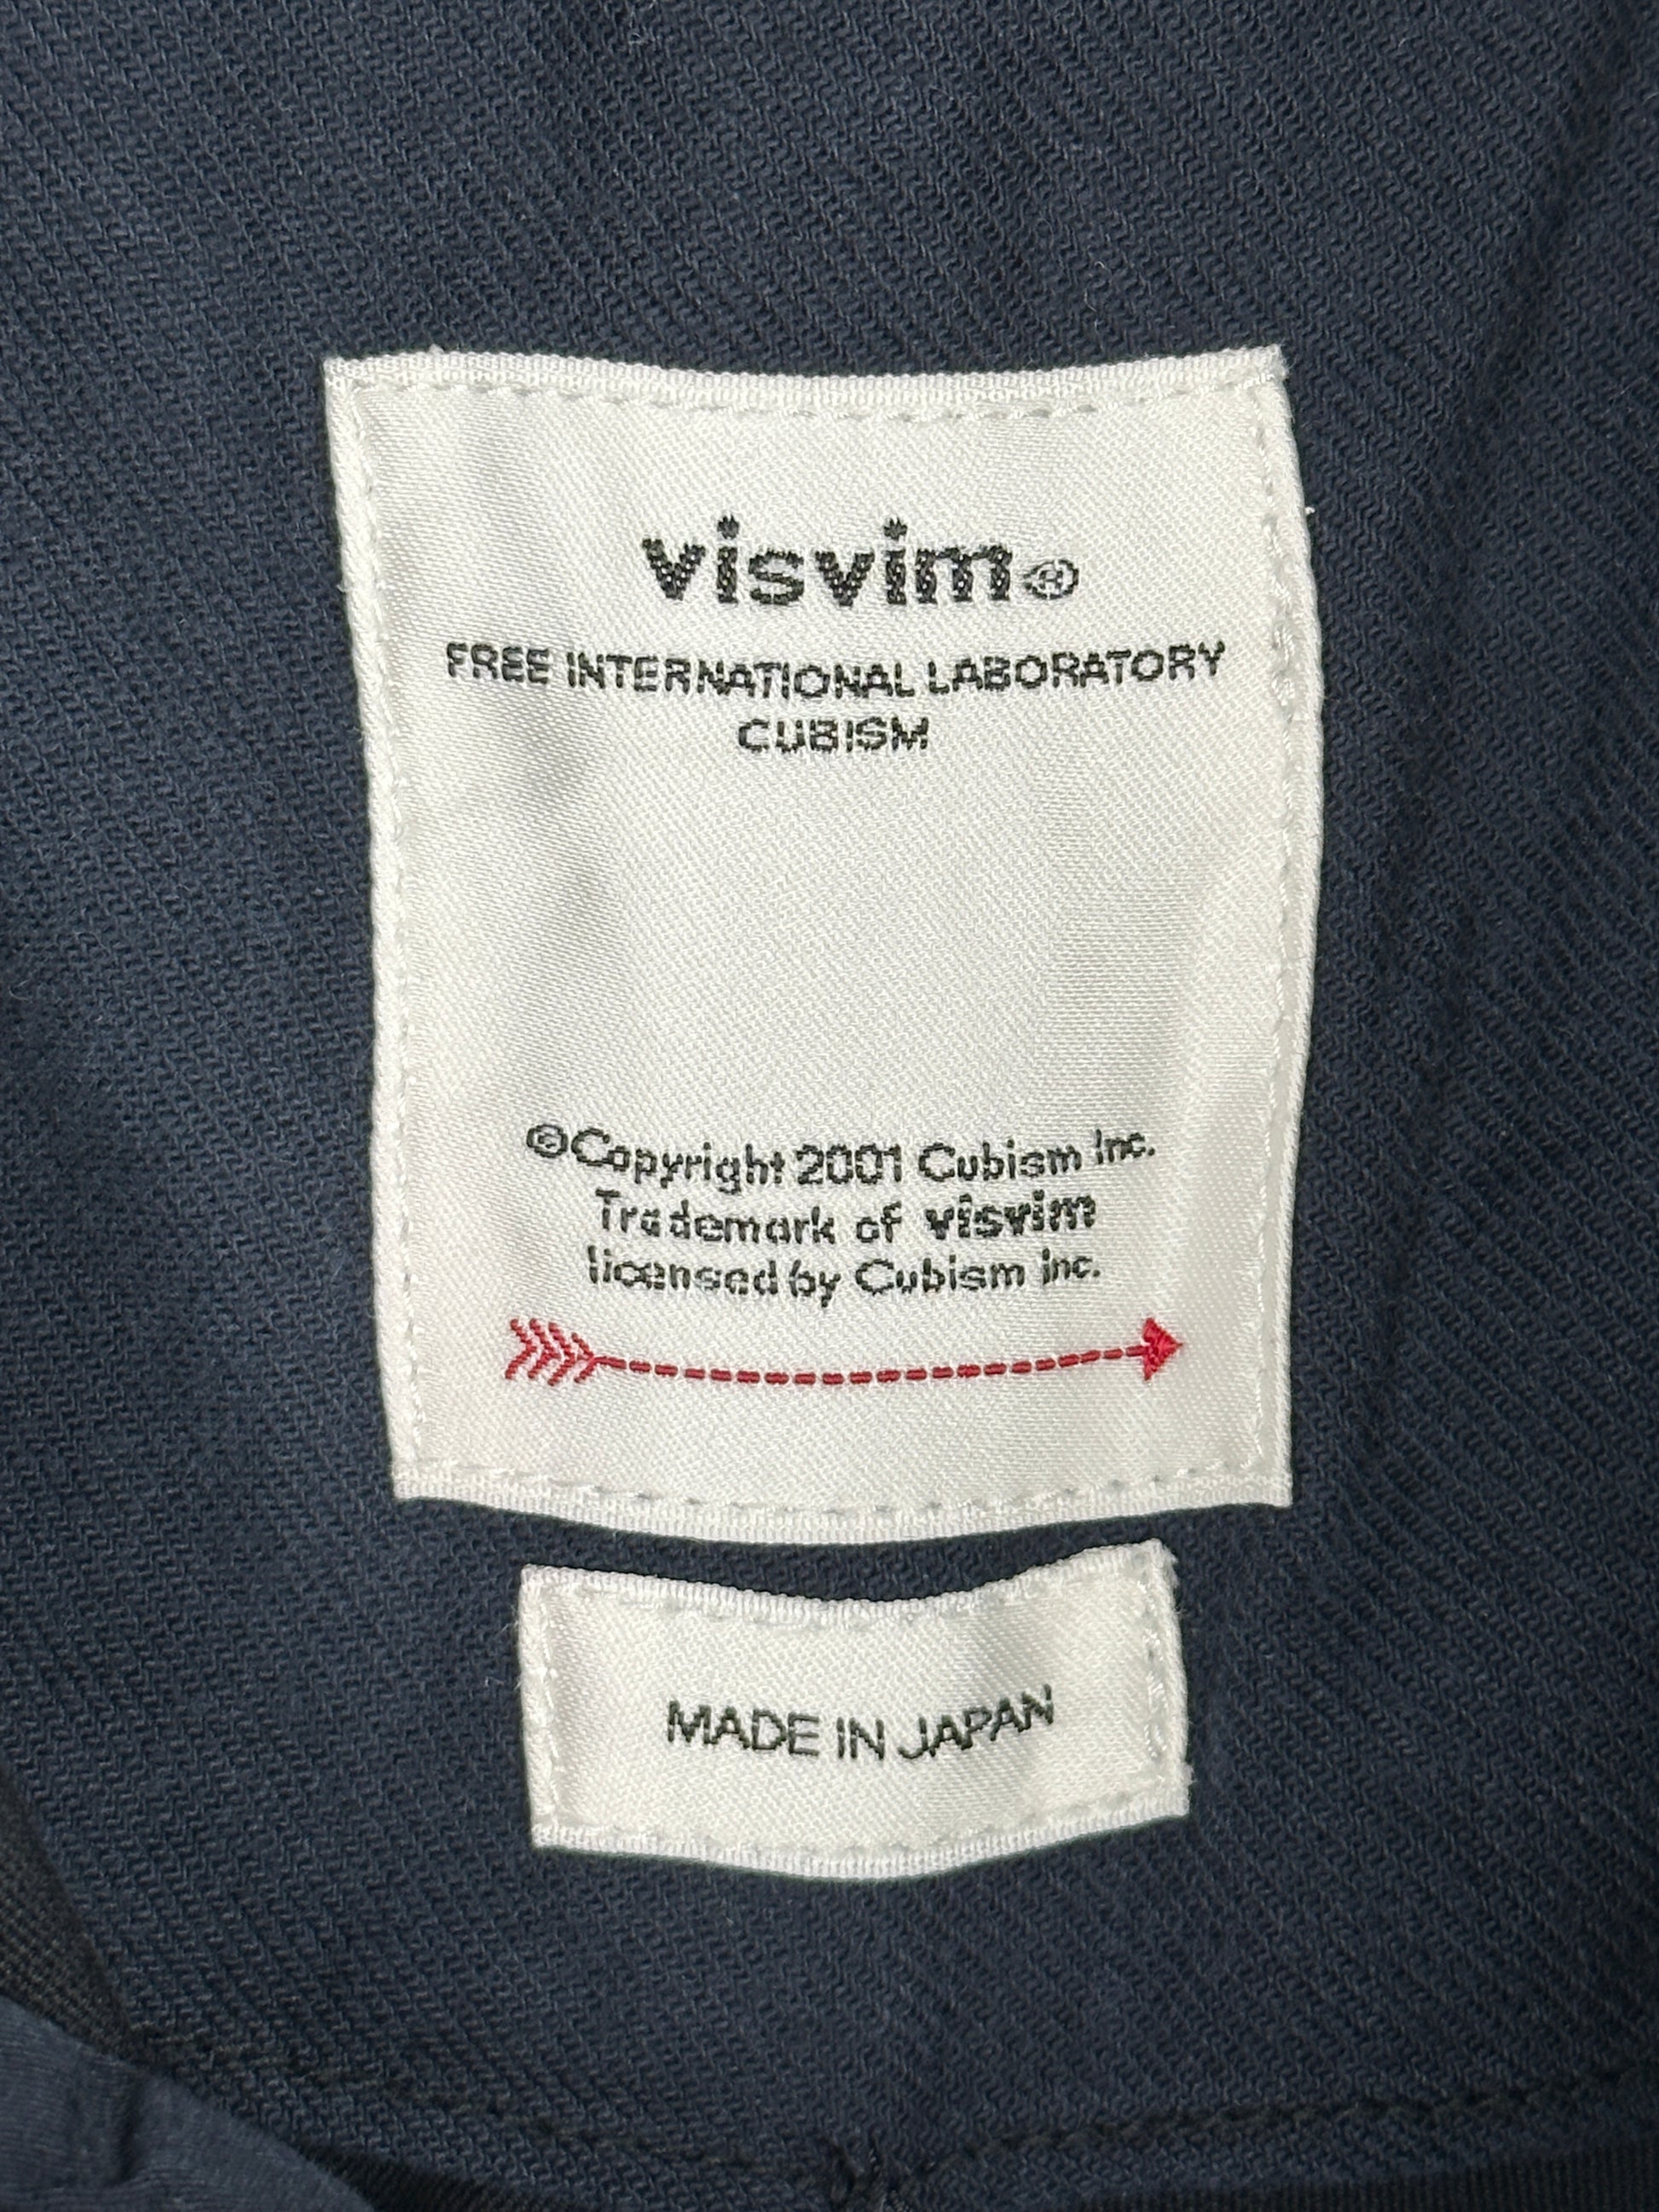 visvim®
FREE INTERNATIONAL LABORATORY
CUBISM
©Copyright 2001 Cubism Inc.
Trademark of visvim
licensed by Cubism inc.
MADE IN JAPAN